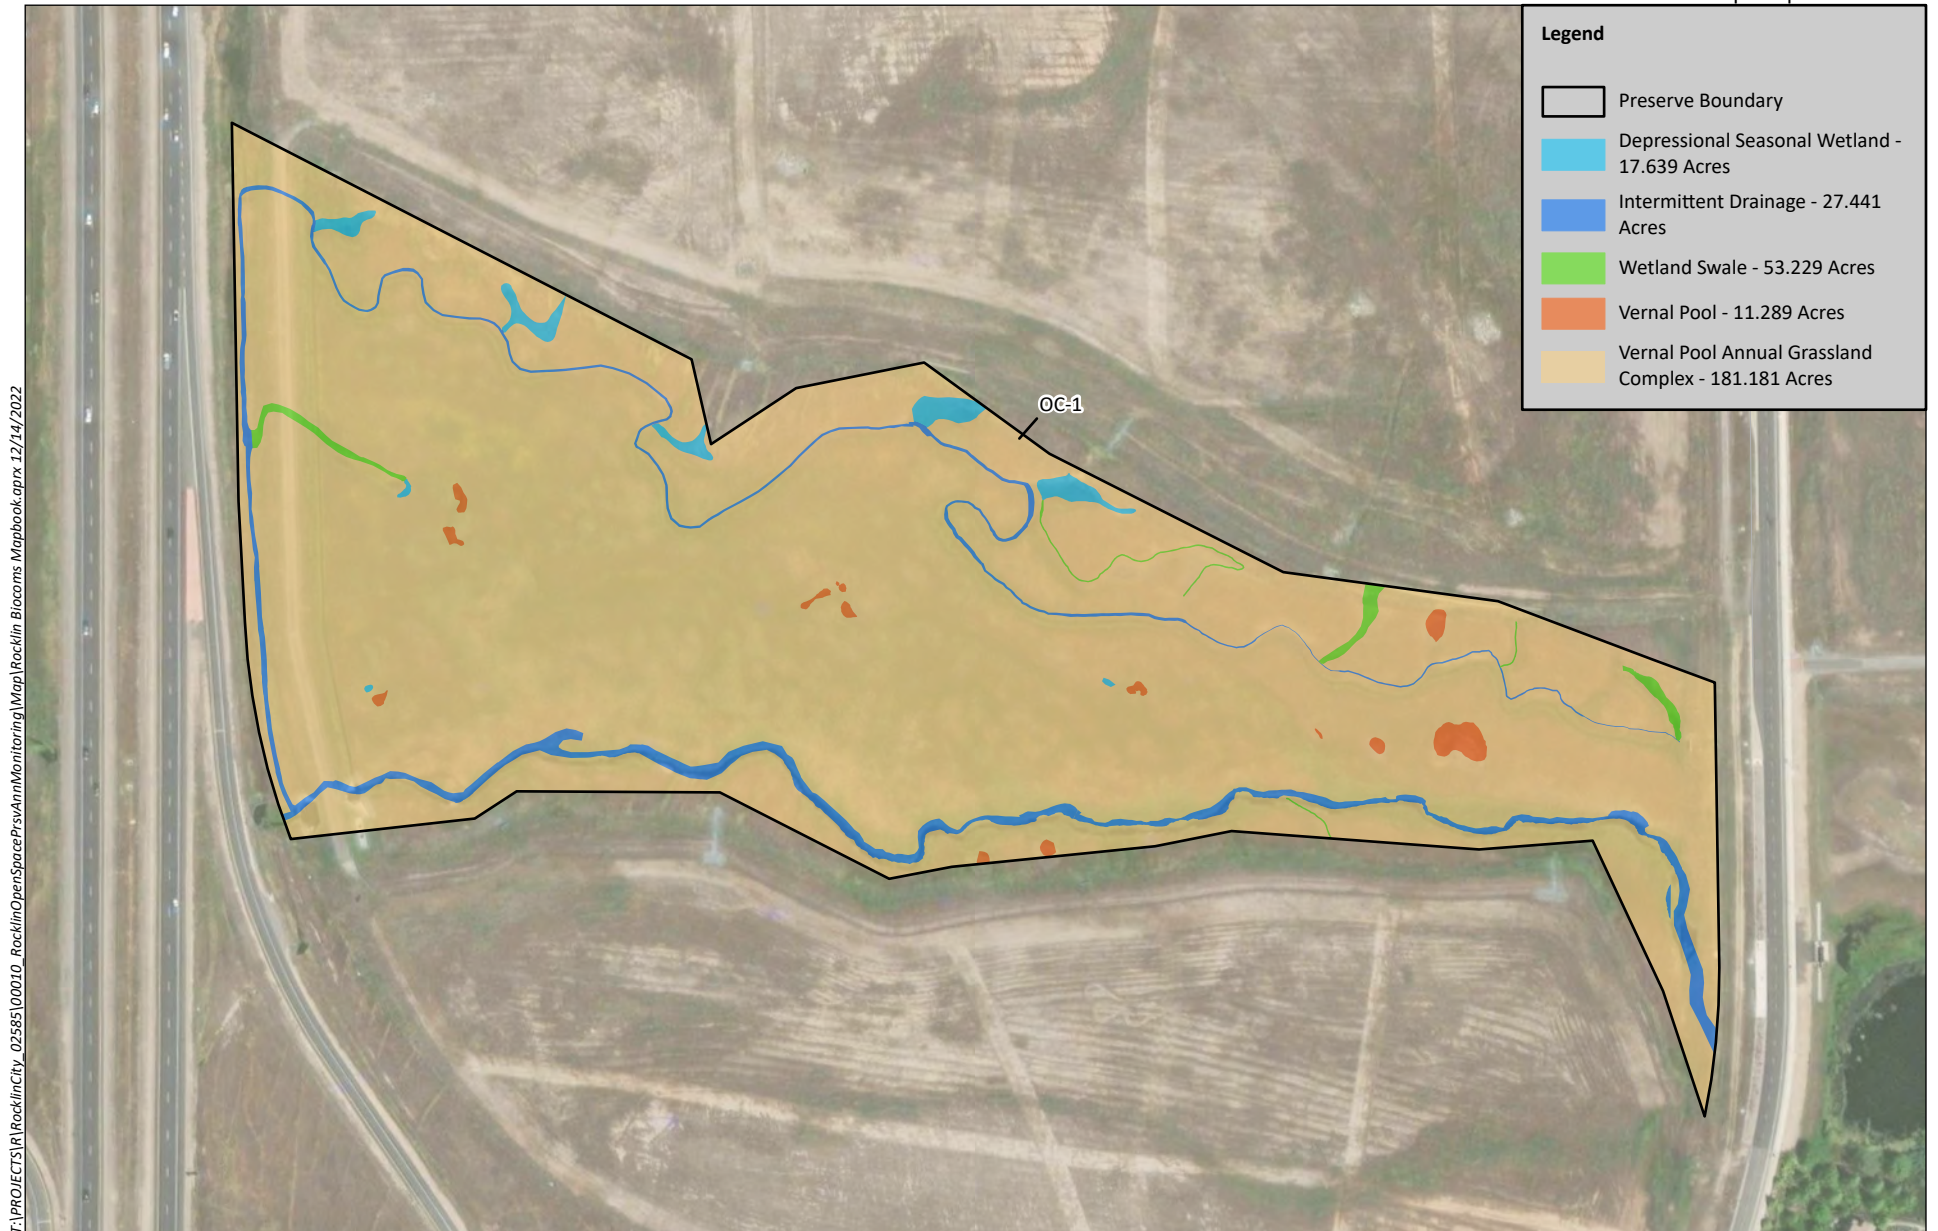 Legend
Preserve Boundary
Depressional Seasonal Wetland -
17.639 Acres
Intermittent Drainage - 27.441
Acres
Wetland Swale - 53.229 Acres
Vernal Pool - 11.289 Acres
Vernal Pool Annual Grassland
Complex - 181.181 Acres
OC-1
T:\PROJECTS\R\RocklinCity_02585\00010_RocklinOpenSpacePrsvAnnMonitoring\Map\Rocklin Biocoms Mapbook.aprx 12/14/2022